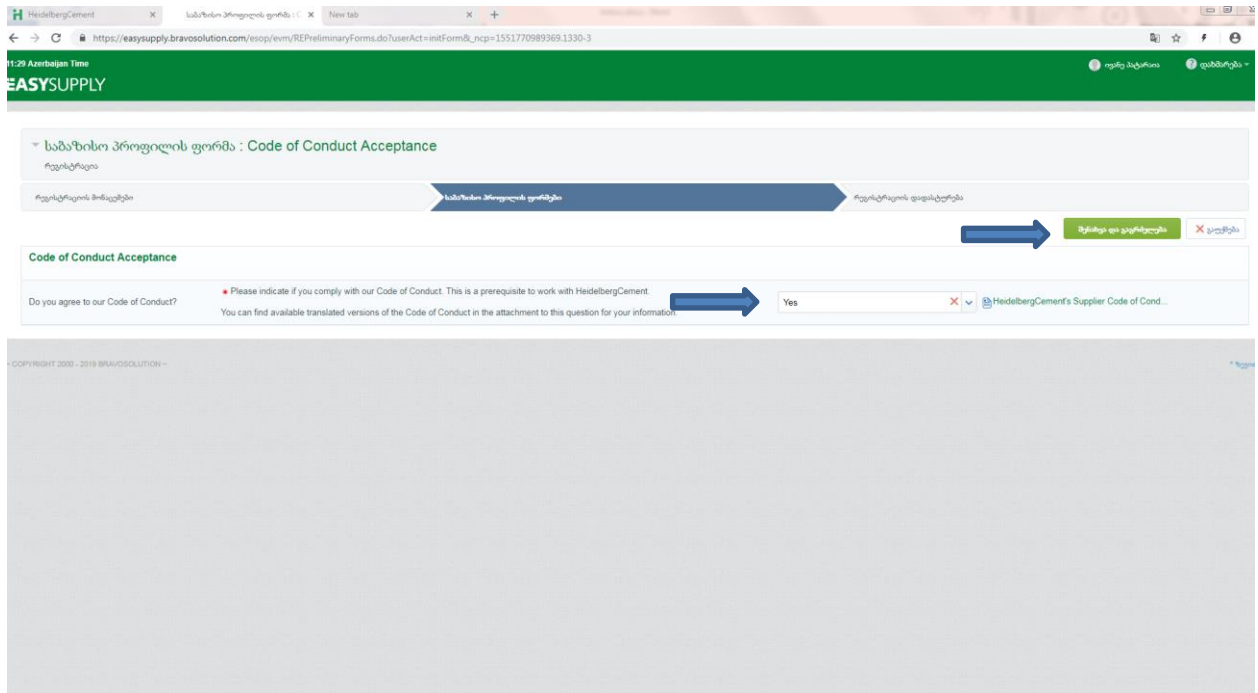 HeidelbergCement
საბაზისო პროფილის ფორმა : C
New tab
https://easysupply.bravosolution.com/esop/evm/REPreliminaryForms.do?userAct=initForm&_ncp=1551770989369.1330-3
11:29 Azerbaijan Time
დახმარება
EASYSUPPLY
საბაზისო პროფილის ფორმა : Code of Conduct Acceptance
რეგისტრაცია
რეგისტრაციის მონაცემები
საბაზისო პროფილის ფორმები
რეგისტრაციის დადასტურება
შენახვა და გაგრძელება
გაუქმება
Code of Conduct Acceptance
Do you agree to our Code of Conduct?
* Please indicate if you comply with our Code of Conduct. This is a prerequisite to work with HeidelbergCement.
You can find available translated versions of the Code of Conduct in the attachment to this question for your information.
Yes
HeidelbergCement's Supplier Code of Cond...
- COPYRIGHT 2000 - 2019 BRAVOSOLUTION -